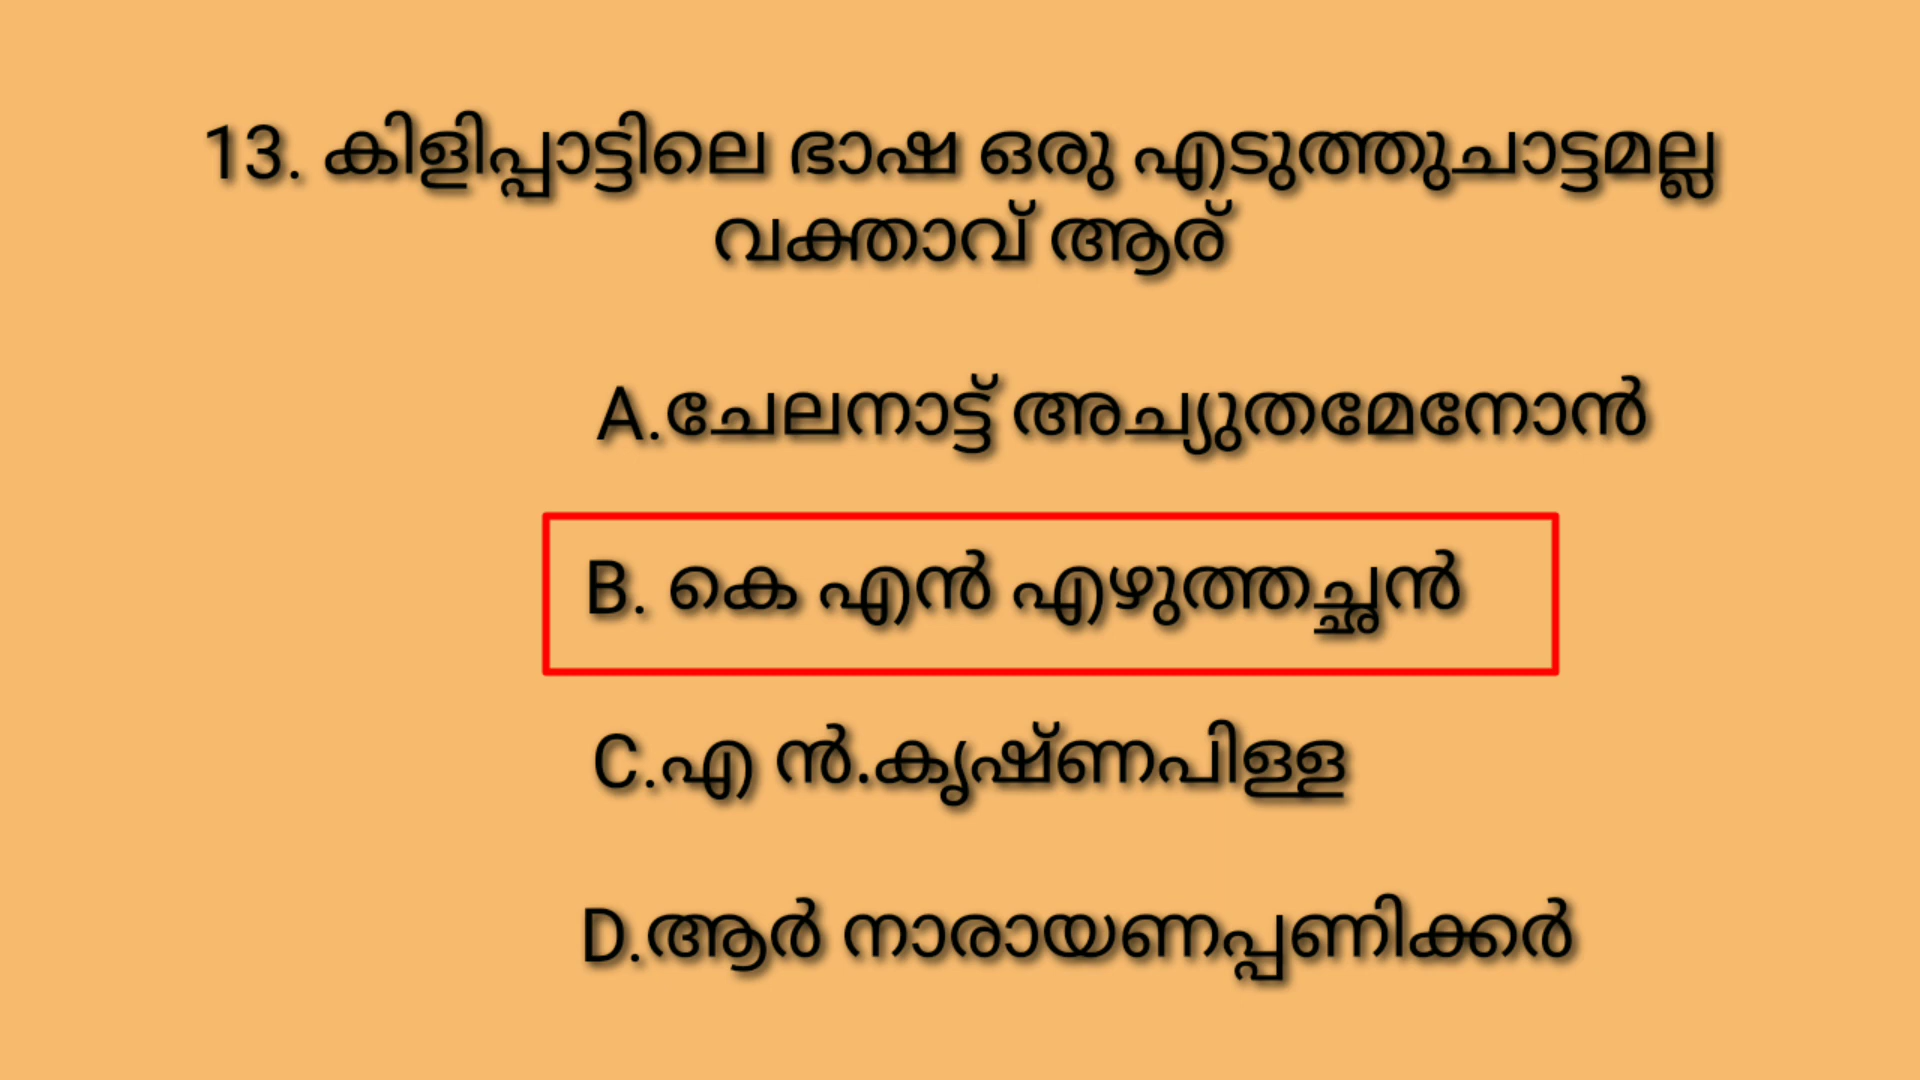 13. കിളിപ്പാട്ടിലെ ഭാഷ ഒരു എടുത്തുചാട്ടമല്ല
വക്താവ് ആര്
A.ചേലനാട്ട് അച്യുതമേനോൻ
B. കെ എൻ എഴുത്തച്ഛൻ
C.എ ൻ.കൃഷ്ണപിള്ള
D.ആർ നാരായണപ്പണിക്കർ